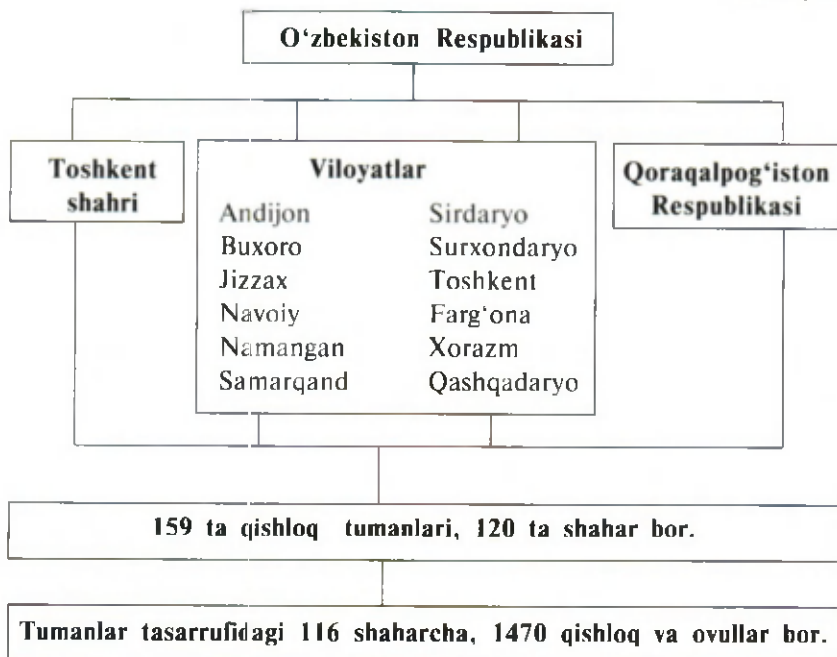 O‘zbekiston Respublikasi
Toshkent
shahri
Viloyatlar
Andijon
Buxoro
Jizzax
Navoiy
Namangan
Samarqand
Sirdaryo
Surxondaryo
Toshkent
Farg‘ona
Xorazm
Qashqadaryo
Qoraqalpog‘iston
Respublikasi
159 ta qishloq tumanlari, 120 ta shahar bor.
Tumanlar tasarrufidagi 116 shaharcha, 1470 qishloq va ovullar bor.